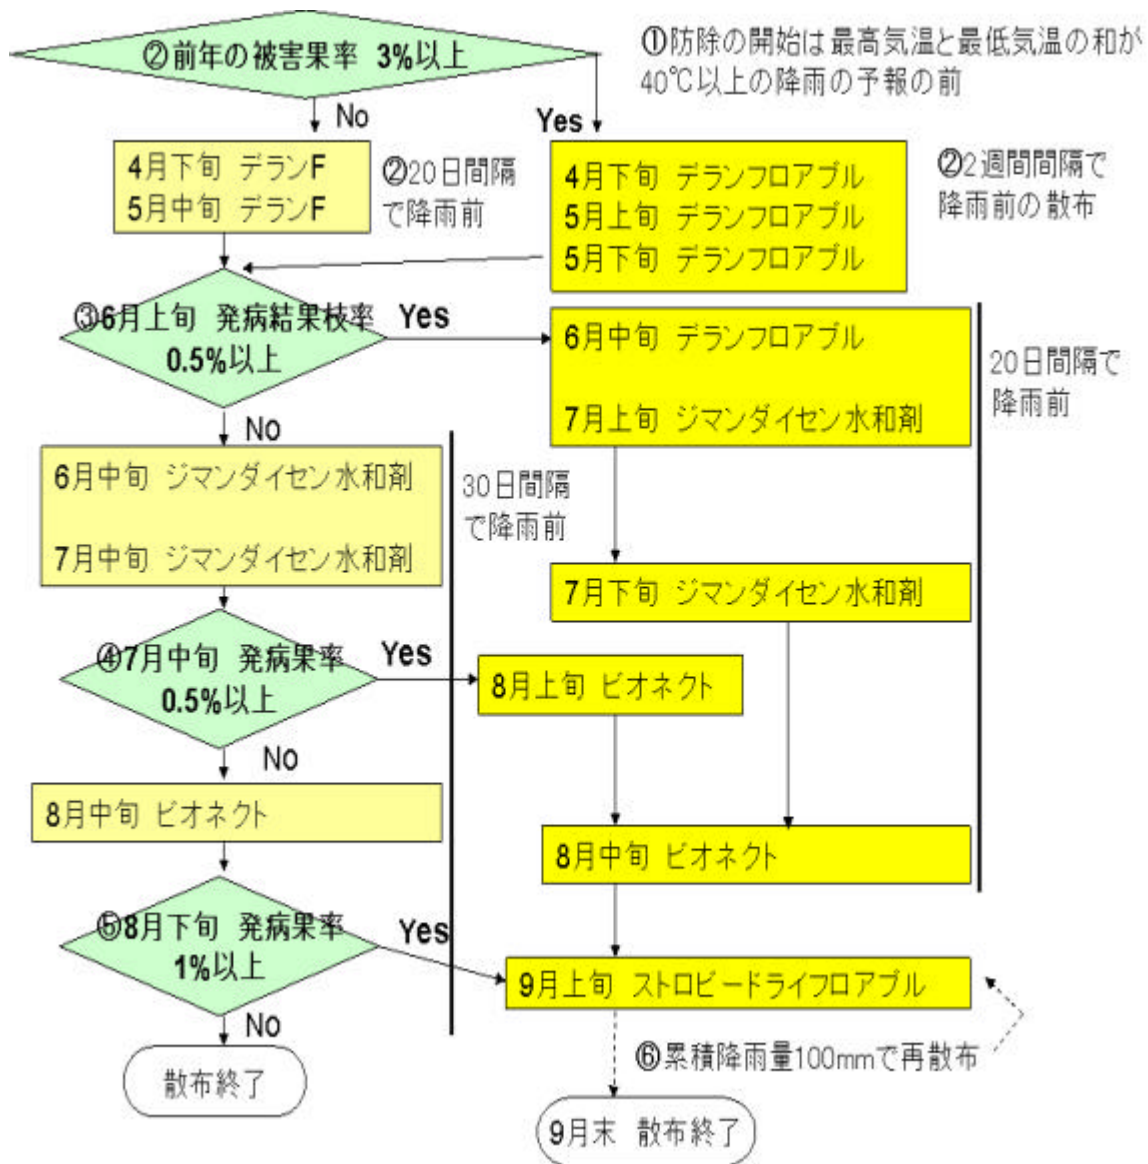 ②前年の被害果率 3%以上
①防除の開始は最高気温と最低気温の和が
40℃以上の降雨の予報の前
No
Yes
4月下旬 デランF
5月中旬 デランF
②20日間隔
で降雨前
4月下旬 デランフロアブル
5月上旬 デランフロアブル
5月下旬 デランフロアブル
②2週間間隔で
降雨前の散布
③6月上旬 発病結果枝率
0.5%以上
Yes
6月中旬 デランフロアブル
7月上旬 ジマンダイセン水和剤
20日間隔で
降雨前
No
6月中旬 ジマンダイセン水和剤
7月中旬 ジマンダイセン水和剤
30日間隔
で降雨前
7月下旬 ジマンダイセン水和剤
④7月中旬 発病果率
0.5%以上
Yes
8月上旬 ビオネクト
No
8月中旬 ビオネクト
8月中旬 ビオネクト
⑤8月下旬 発病果率
1%以上
Yes
9月上旬 ストロビードライフロアブル
No
⑥累積降雨量100mmで再散布
散布終了
9月末 散布終了